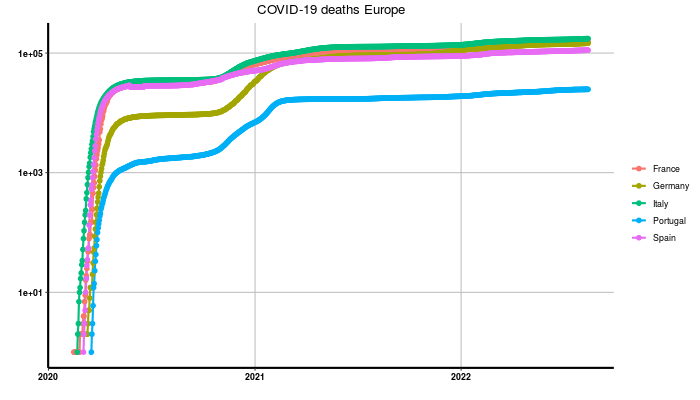 COVID-19 deaths Europe
1e+05
1e+03
1e+01
2020
2021
2022
France
Germany
Italy
Portugal
Spain